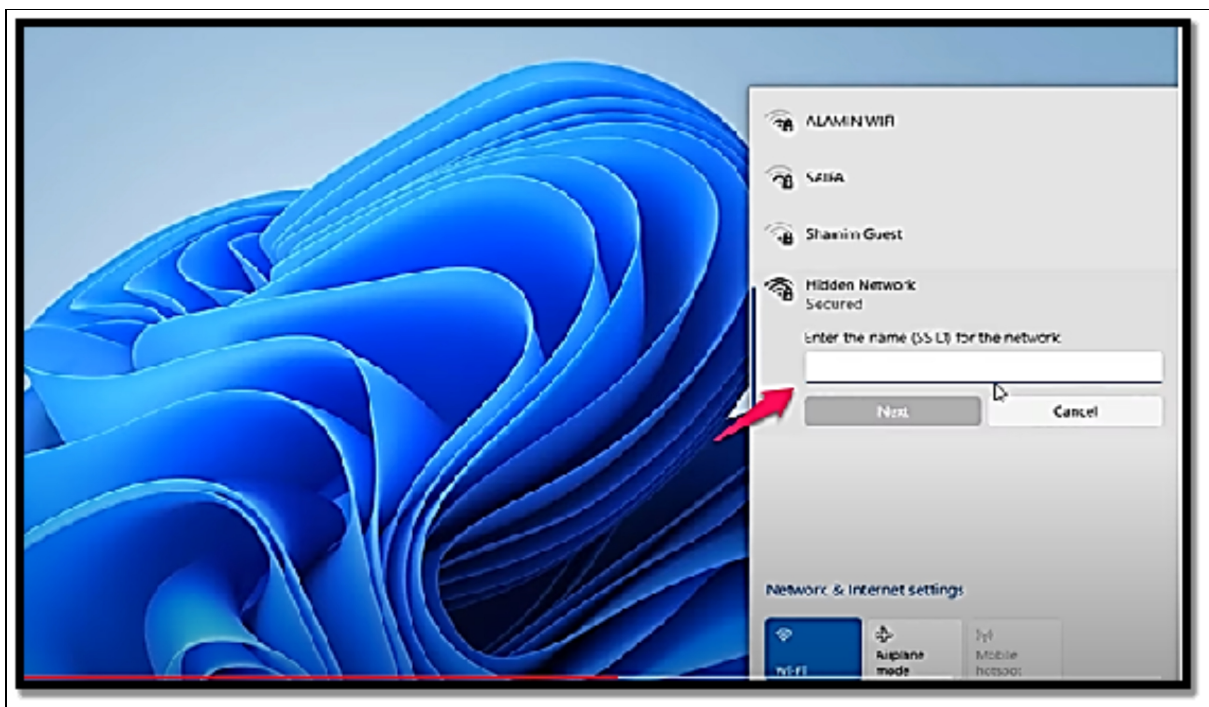 ALAMIN WIFI
SAIFA
Shamim Guest
Hidden Network
Secured
Enter the name (SSID) for the network
Next
Cancel
Network & Internet settings
Wi-Fi
Airplane
mode
Mobile
hotspot